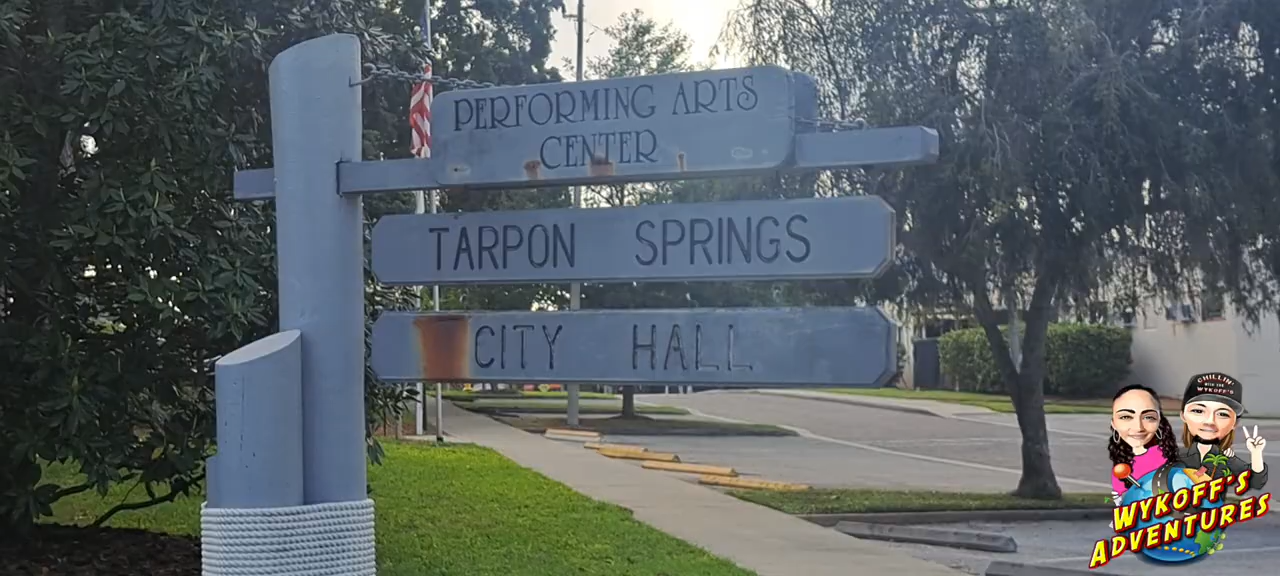 PERFORMING ARTS
CENTER
TARPON SPRINGS
CITY HALL
CHILLIN'
WITH THE
WYKOFF'S
WYKOFF'S
ADVENTURES